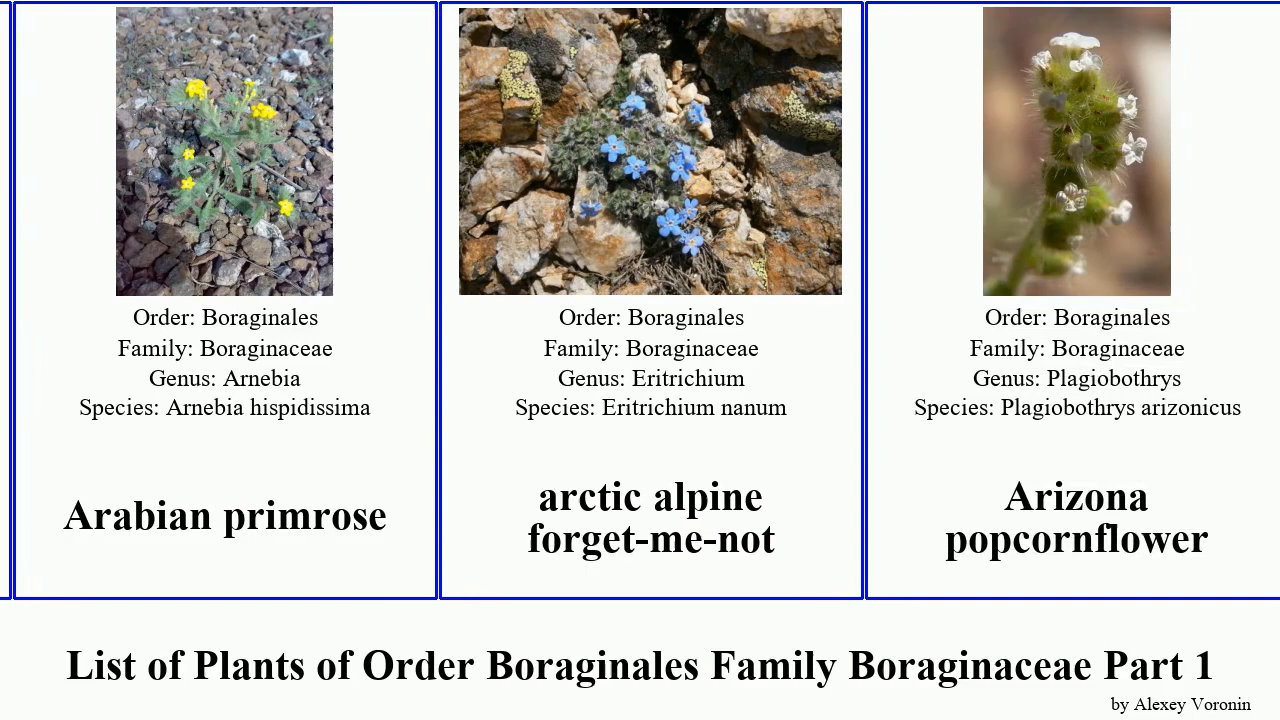 Order: Boraginales
Family: Boraginaceae
Genus: Arnebia
Species: Arnebia hispidissima
Arabian primrose
Order: Boraginales
Family: Boraginaceae
Genus: Eritrichium
Species: Eritrichium nanum
arctic alpine
forget-me-not
Order: Boraginales
Family: Boraginaceae
Genus: Plagiobothrys
Species: Plagiobothrys arizonicus
Arizona
popcornflower
List of Plants of Order Boraginales Family Boraginaceae Part 1
by Alexey Voronin